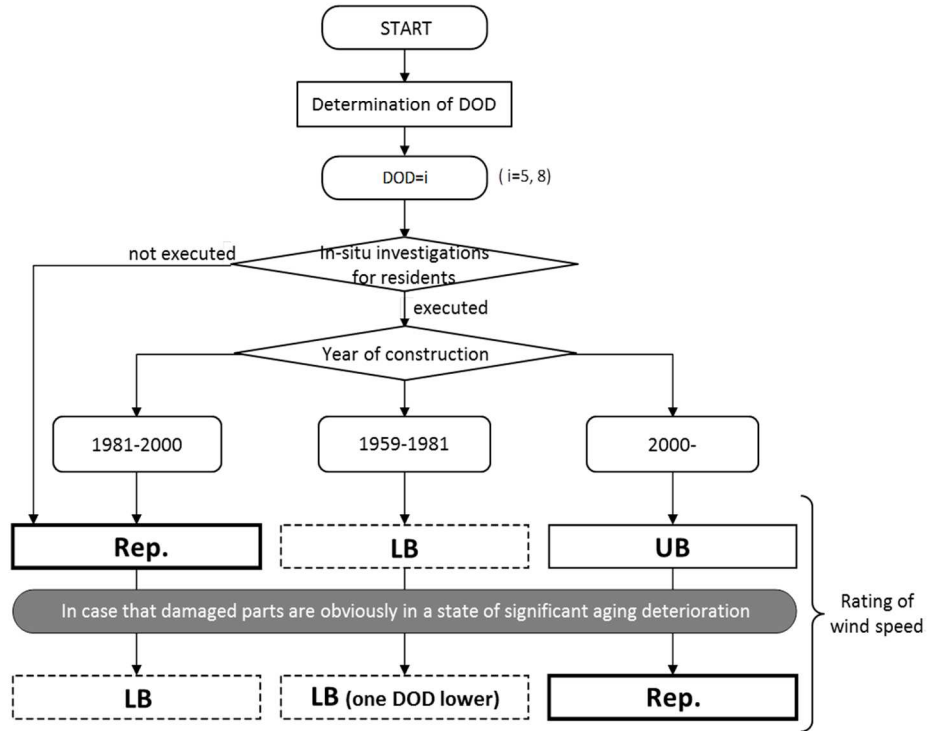 START
Determination of DOD
DOD=i
( i=5, 8)
not executed
In-situ investigations
for residents
executed
Year of construction
1981-2000
1959-1981
2000-
Rep.
LB
UB
In case that damaged parts are obviously in a state of significant aging deterioration
Rating of
wind speed
LB
LB (one DOD lower)
Rep.